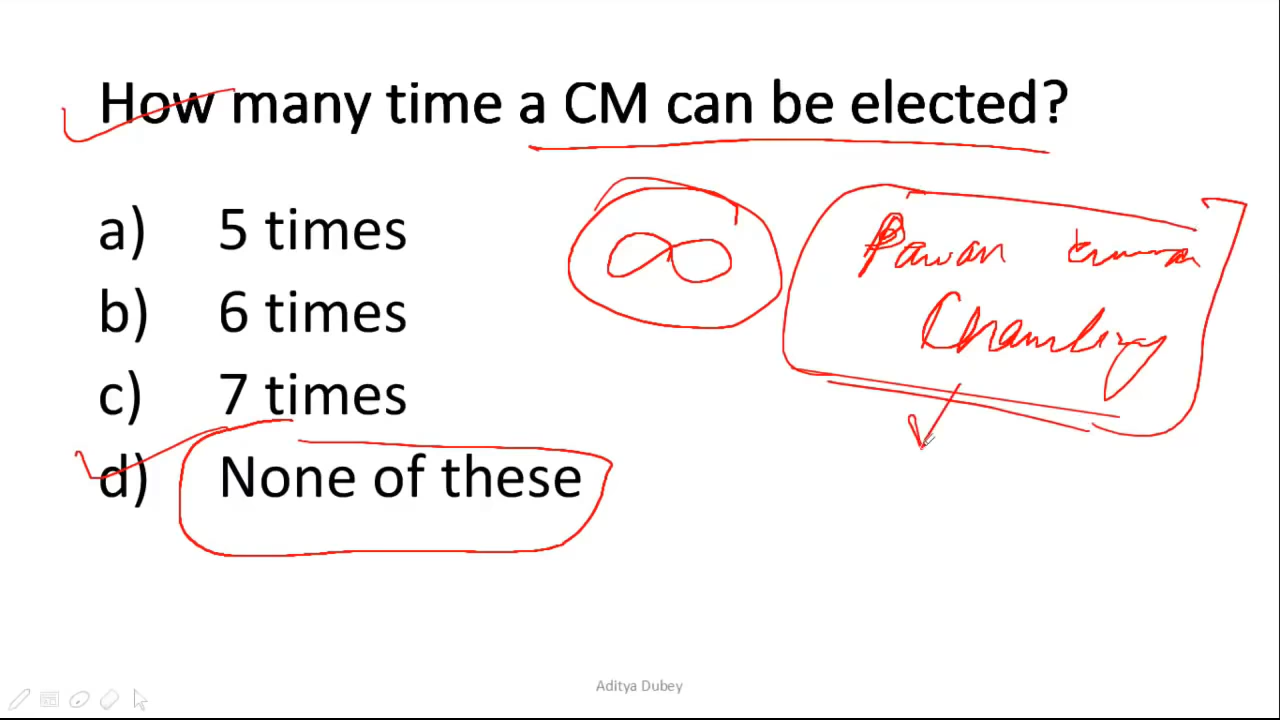 How many time a CM can be elected?
a) 5 times
b) 6 times
c) 7 times
d) None of these
∞
Pawan
Aditya Dubey